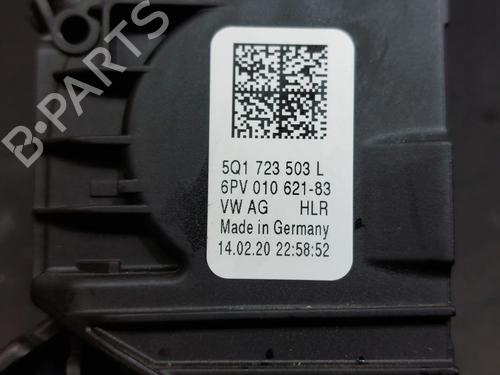 B-PARTS
5Q1 723 503 L
6PV 010 621-83
VW AG HLR
Made in Germany
14.02.20 22:58:52